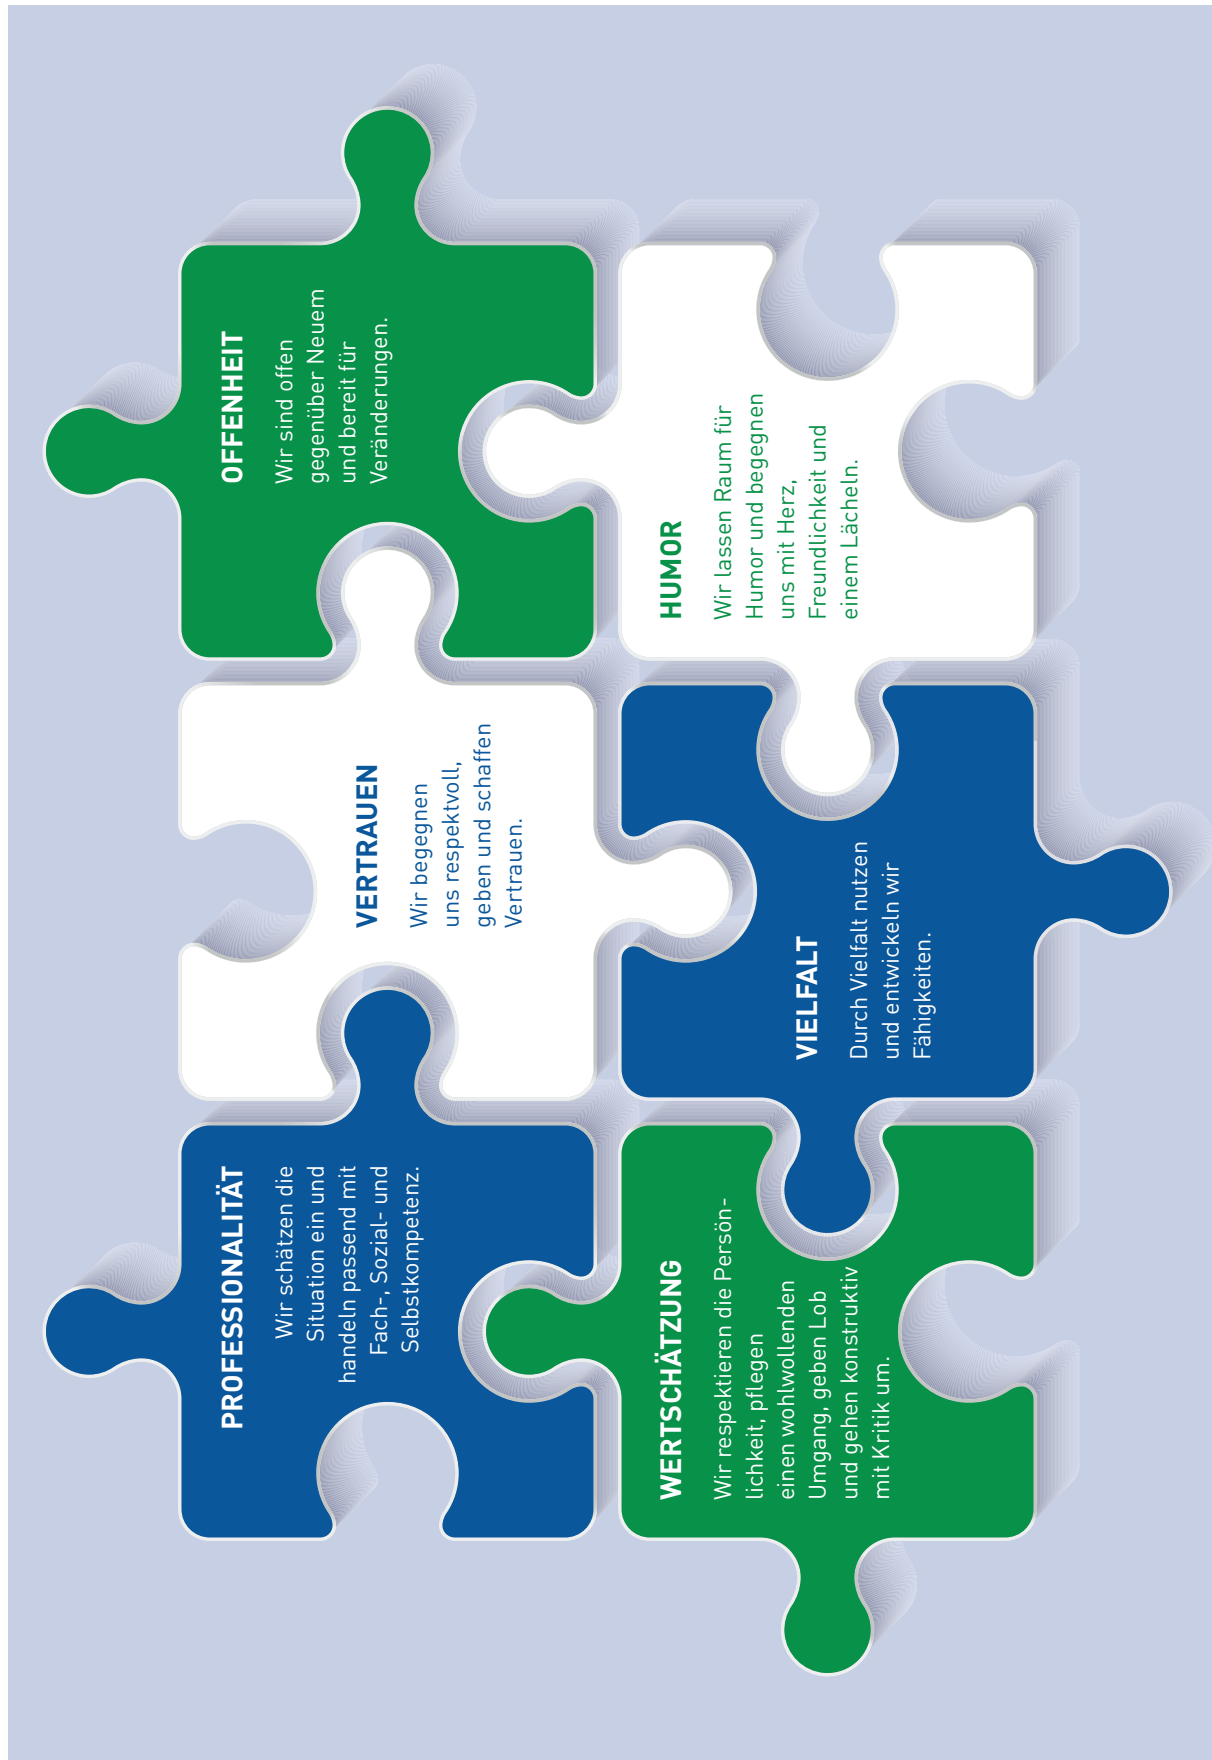 PROFESSIONALITÄT
Wir schätzen die
Situation ein und
handeln passend mit
Fach-, Sozial- und
Selbstkompetenz.
VERTRAUEN
Wir begegnen
uns respektvoll,
geben und schaffen
Vertrauen.
OFFENHEIT
Wir sind offen
gegenüber Neuem
und bereit für
Veränderungen.
WERTSCHÄTZUNG
Wir respektieren die Persön-
lichkeit, pflegen
einen wohlwollenden
Umgang, geben Lob
und gehen konstruktiv
mit Kritik um.
VIELFALT
Durch Vielfalt nutzen
und entwickeln wir
Fähigkeiten.
HUMOR
Wir lassen Raum für
Humor und begegnen
uns mit Herz,
Freundlichkeit und
einem Lächeln.